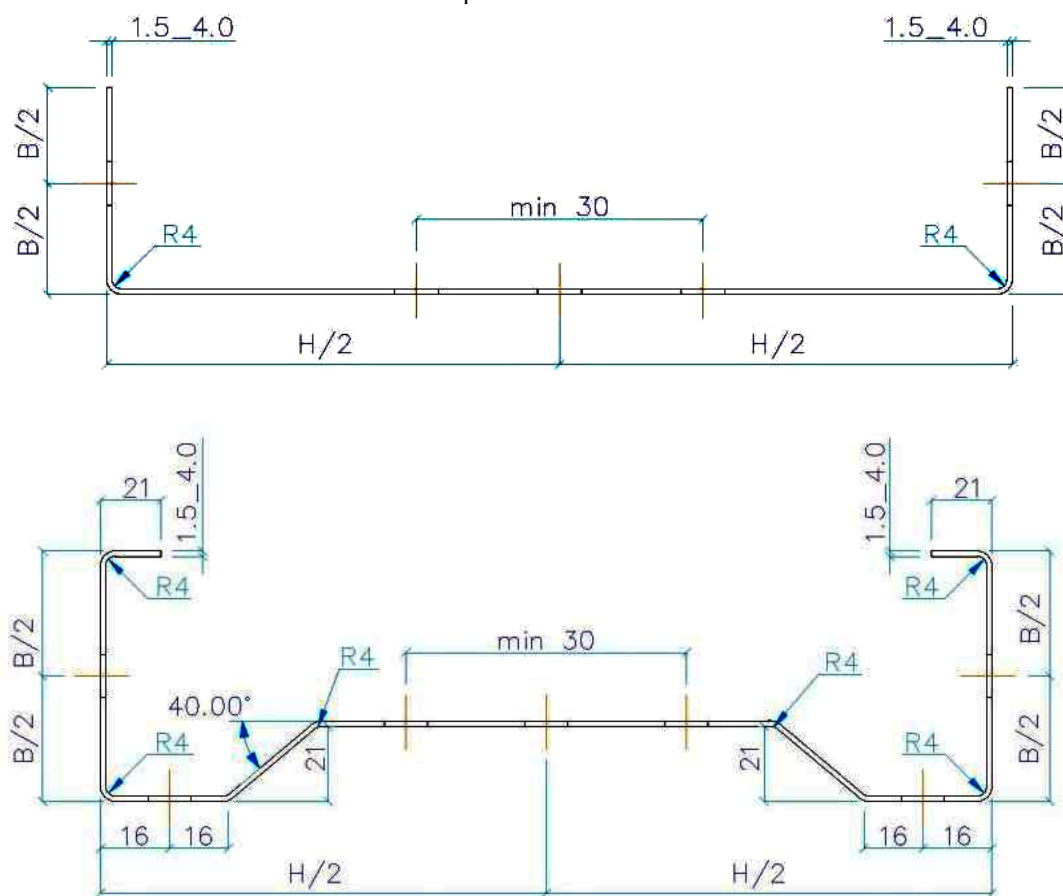 1.5_4.0 1.5_4.0
B/2 B/2
min 30
B/2 R4 R4 B/2
H/2 H/2
1.5_4.0 1.5_4.0
21 21
R4 R4
B/2 B/2
min 30
R4 R4
40.00°
B/2 R4 21 21 R4 B/2
16 16 16 16
H/2 H/2